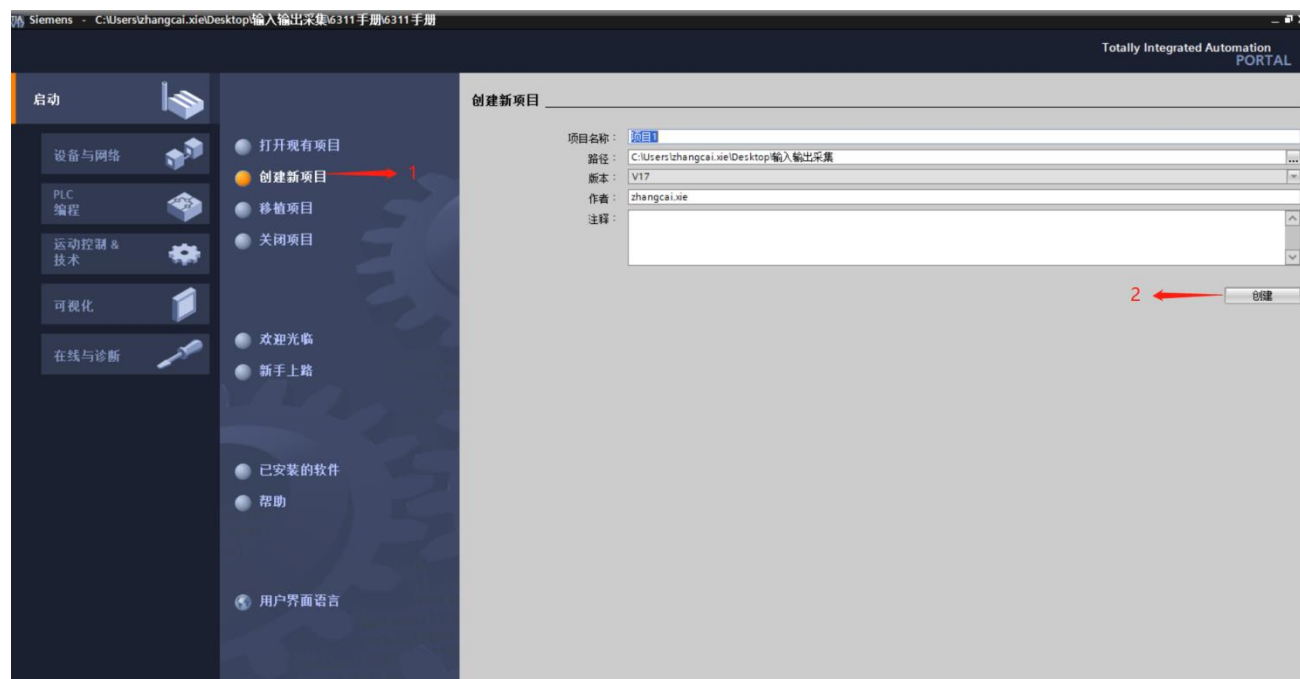 Siemens - C:\Users\zhangcai.xie\Desktop\输入输出采集\6311手册\6311手册
Totally Integrated Automation
PORTAL
启动
设备与网络
PLC
编程
运动控制 &
技术
可视化
在线与诊断
打开现有项目
创建新项目
1
移植项目
关闭项目
欢迎光临
新手上路
已安装的软件
帮助
用户界面语言
创建新项目
项目名称：
项目1
路径：
C:\Users\zhangcai.xie\Desktop\输入输出采集
...
版本：
V17
作者：
zhangcai.xie
注释：
2
创建